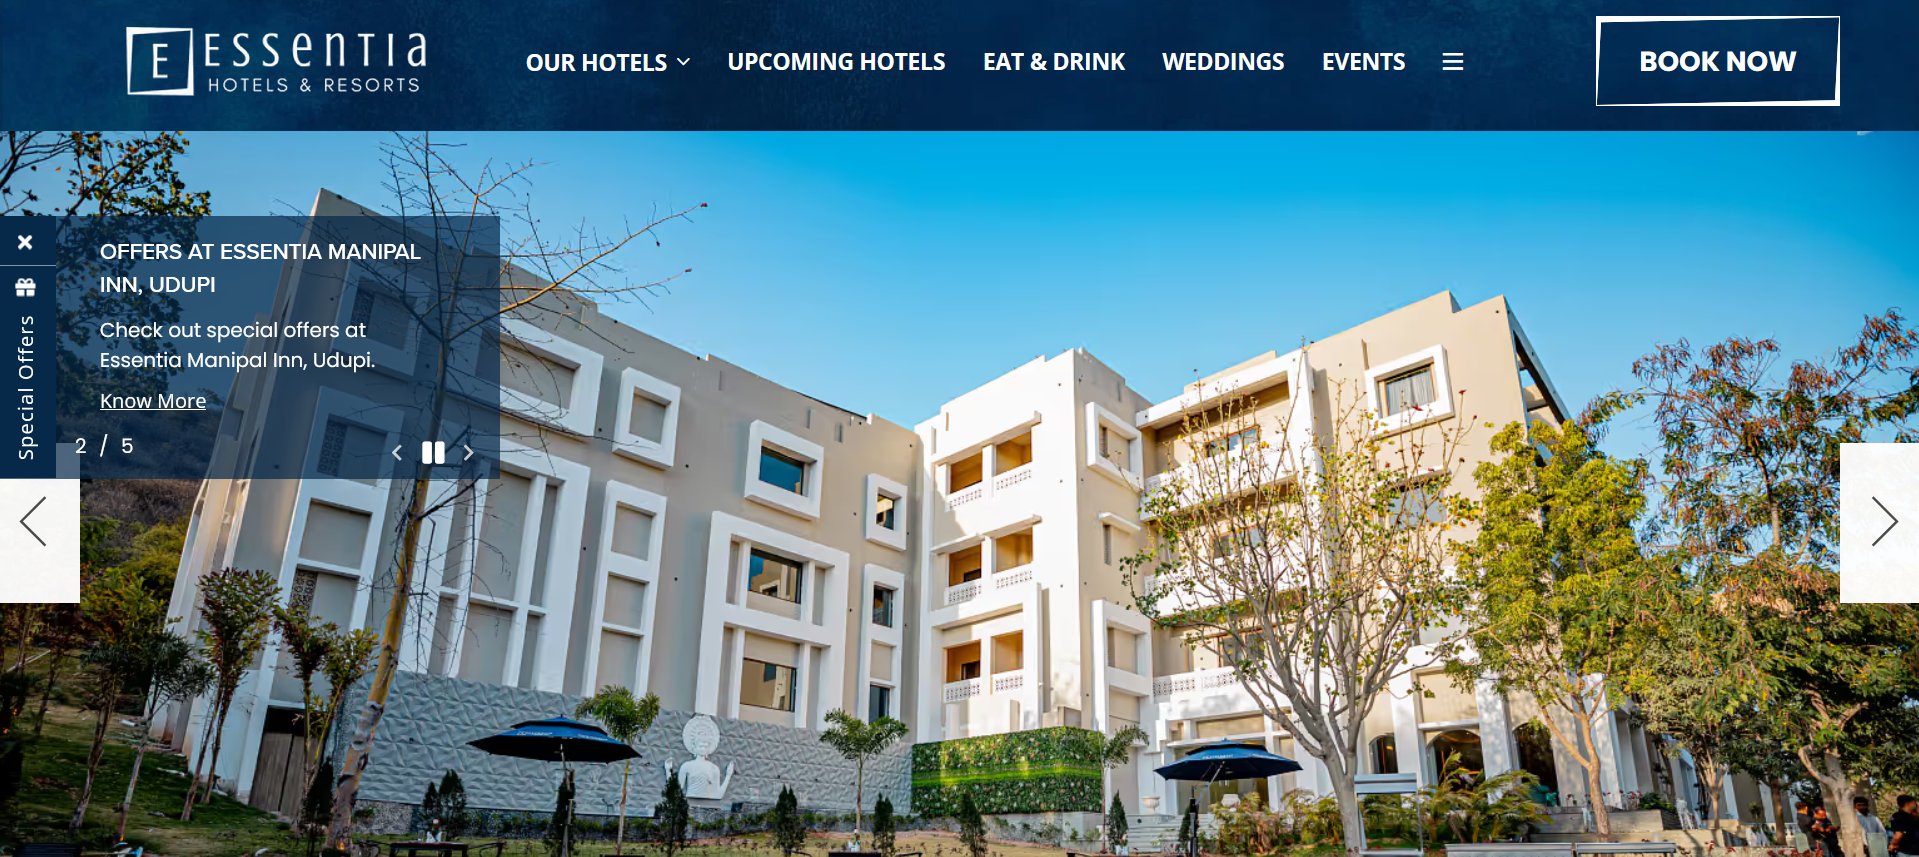 E ESSENTIA
HOTELS & RESORTS
OUR HOTELS
UPCOMING HOTELS
EAT & DRINK
WEDDINGS
EVENTS
BOOK NOW
Special Offers
OFFERS AT ESSENTIA MANIPAL
INN, UDUPI
Check out special offers at
Essentia Manipal Inn, Udupi.
Know More
2 / 5